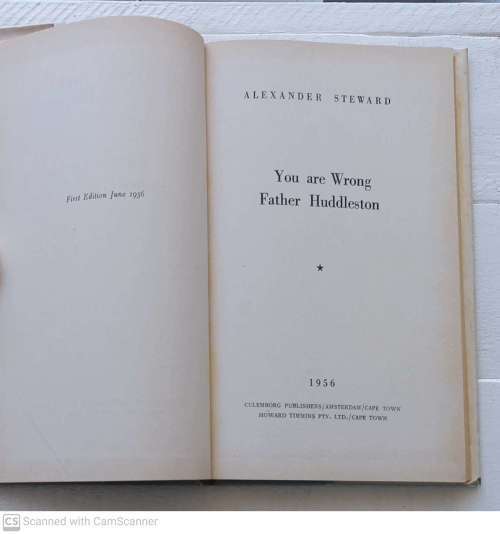 First Edition June 1956
ALEXANDER STEWARD
You are Wrong
Father Huddleston
★
1956
CULEMBORG PUBLISHERS/AMSTERDAM/CAPE TOWN
HOWARD TIMMINS PTY. LTD./CAPE TOWN
CS Scanned with CamScanner